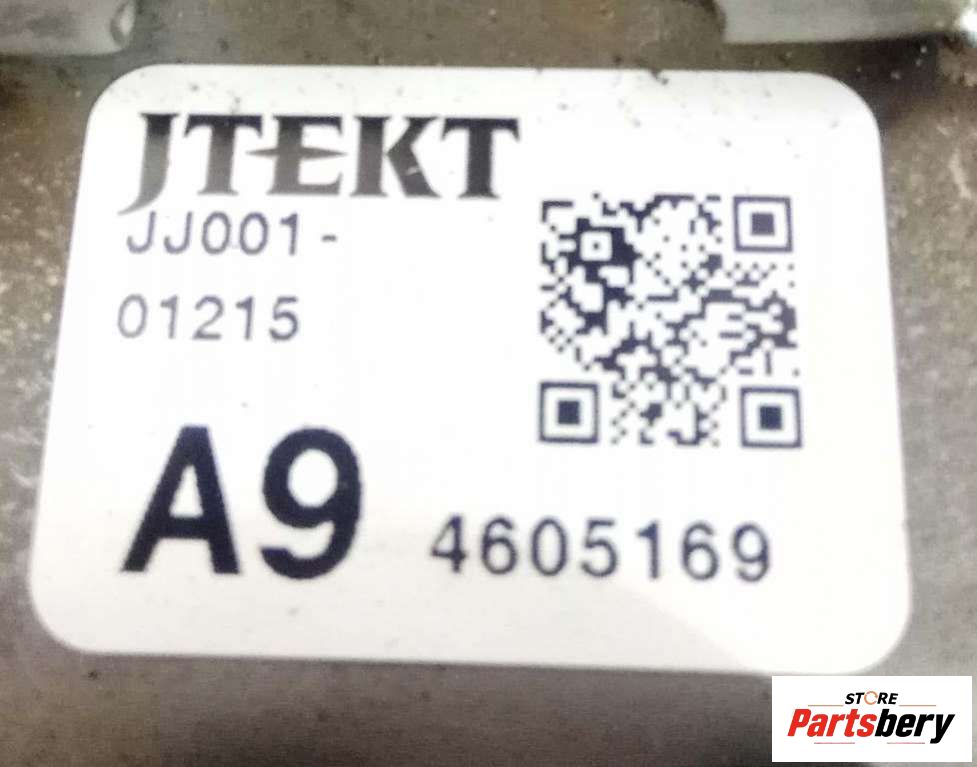 JTEKT
JJ001-
01215
A9 4605169
STORE
Partsbery